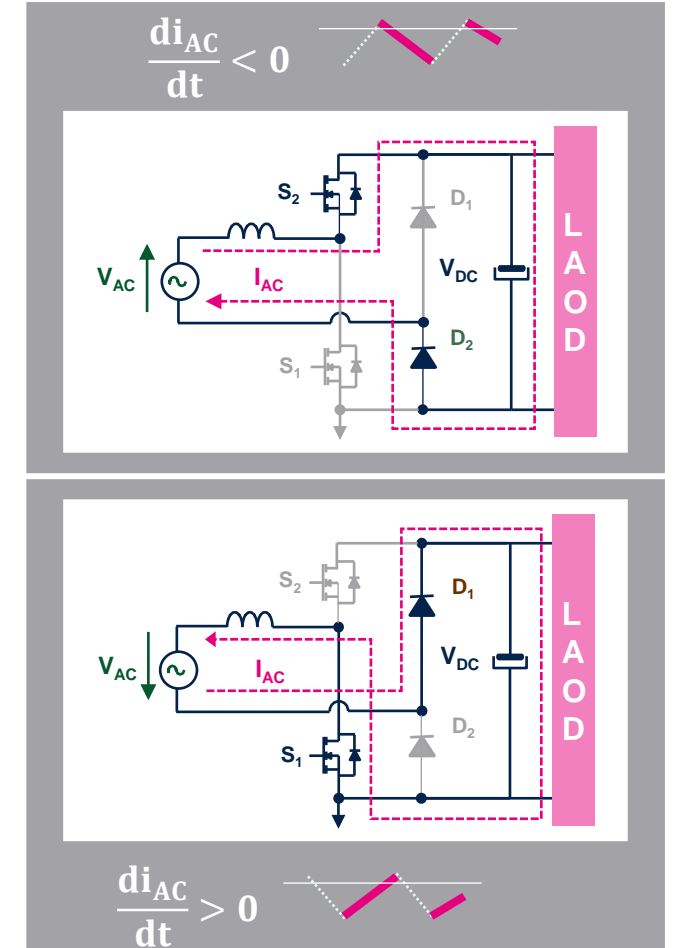 di_AC/dt < 0
S₂
D₁
V_AC
I_AC
V_DC
D₂
S₁
L
A
O
D
S₂
D₁
V_AC
I_AC
V_DC
D₂
S₁
L
A
O
D
di_AC/dt > 0